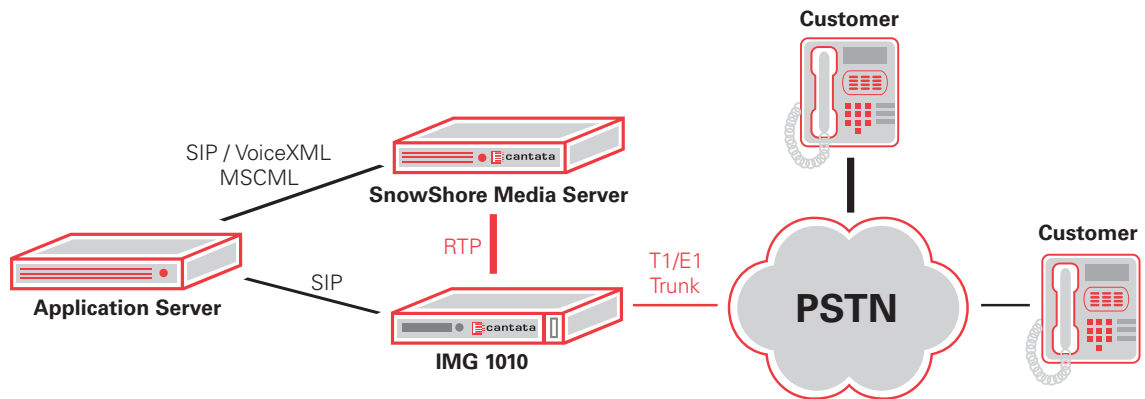 Customer
SIP / VoiceXML
MSCML
cantata
SnowShore Media Server
Customer
RTP
T1/E1
Trunk
SIP
Application Server
cantata
IMG 1010
PSTN